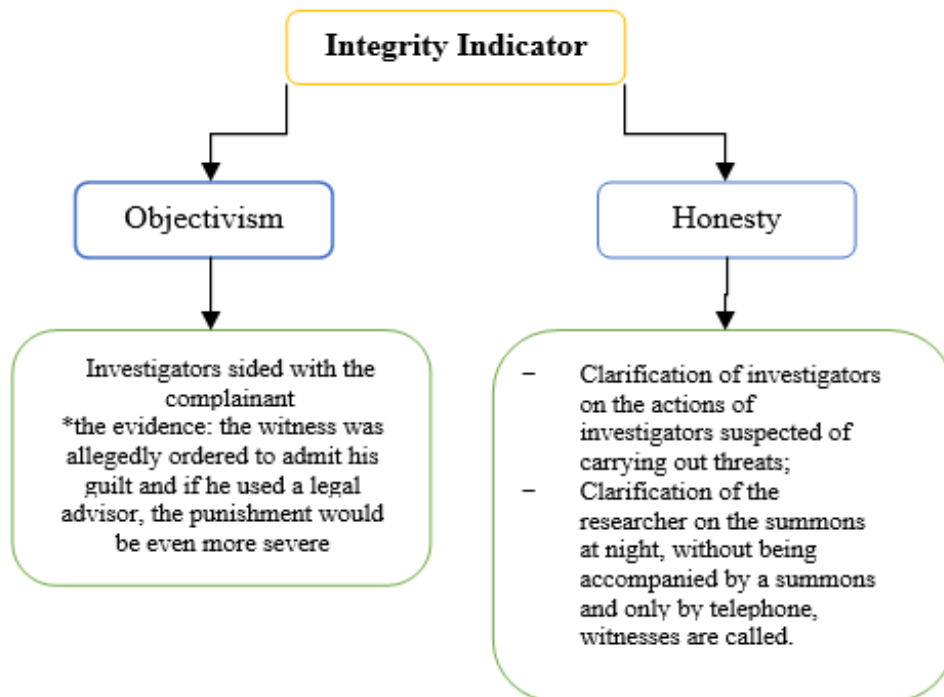 Integrity Indicator
Objectivism
Honesty
Investigators sided with the
complainant
*the evidence: the witness was
allegedly ordered to admit his
guilt and if he used a legal
advisor, the punishment would
be even more severe
– Clarification of investigators
on the actions of
investigators suspected of
carrying out threats;
– Clarification of the
researcher on the summons
at night, without being
accompanied by a summons
and only by telephone,
witnesses are called.